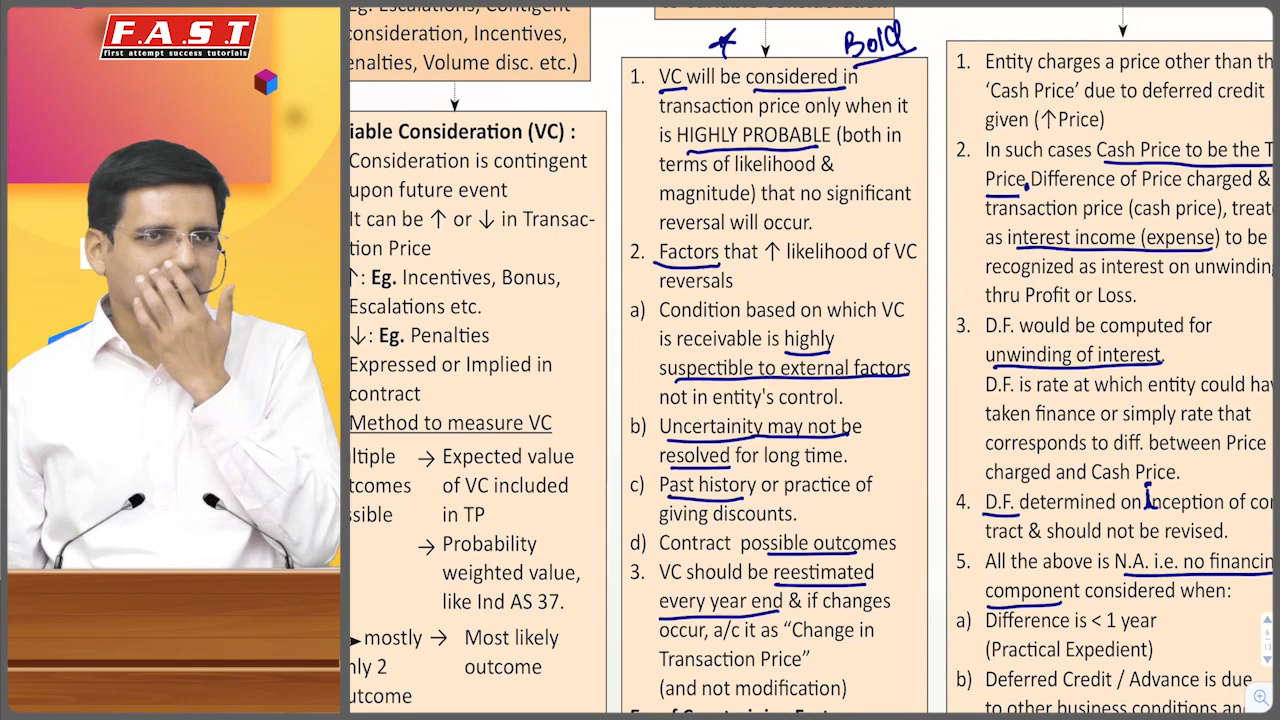 F.A.S.T
first attempt success tutorials
Eg. Escalations, Contigent
consideration, Incentives,
enalties, Volume disc. etc.)
iable Consideration (VC) :
Consideration is contingent
upon future event
It can be ↑ or ↓ in Transac-
tion Price
↑: Eg. Incentives, Bonus,
Escalations etc.
↓: Eg. Penalties
Expressed or Implied in
contract
Method to measure VC
ltiple → Expected value
tcomes of VC included
ssible in TP
→ Probability
weighted value,
like Ind AS 37.
mostly → Most likely
nly 2 outcome
utcome
to Variable Consideration
Bold
1. VC will be considered in
transaction price only when it
is HIGHLY PROBABLE (both in
terms of likelihood &
magnitude) that no significant
reversal will occur.
2. Factors that ↑ likelihood of VC
reversals
a) Condition based on which VC
is receivable is highly
suspectible to external factors
not in entity's control.
b) Uncertainity may not be
resolved for long time.
c) Past history or practice of
giving discounts.
d) Contract possible outcomes
3. VC should be reestimated
every year end & if changes
occur, a/c it as “Change in
Transaction Price”
(and not modification)
1. Entity charges a price other than th
‘Cash Price’ due to deferred credit
given (↑Price)
2. In such cases Cash Price to be the T
Price. Difference of Price charged &
transaction price (cash price), treat
as interest income (expense) to be
recognized as interest on unwindin
thru Profit or Loss.
3. D.F. would be computed for
unwinding of interest.
D.F. is rate at which entity could hav
taken finance or simply rate that
corresponds to diff. between Price
charged and Cash Price.
4. D.F. determined on inception of con
tract & should not be revised.
5. All the above is N.A. i.e. no financin
component considered when:
a) Difference is < 1 year
(Practical Expedient)
b) Deferred Credit / Advance is due
to other business conditions an